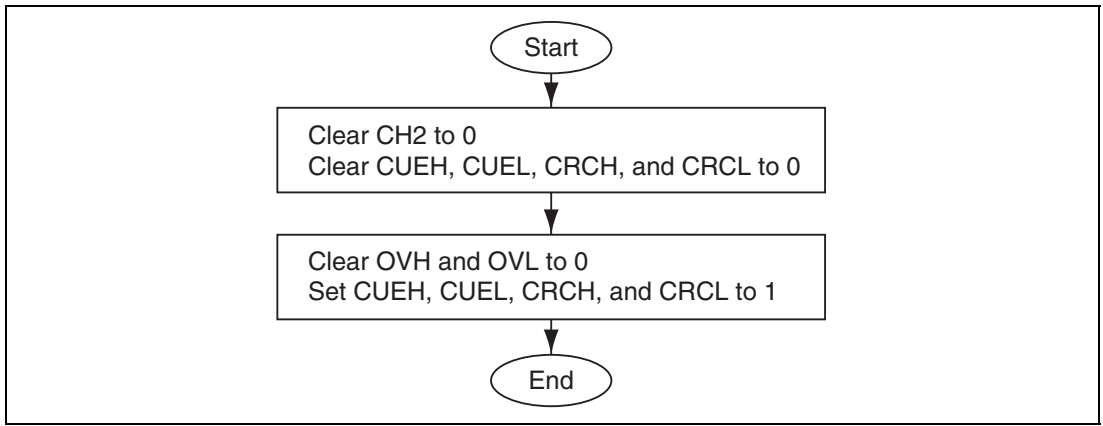 Start
Clear CH2 to 0
Clear CUEH, CUEL, CRCH, and CRCL to 0
Clear OVH and OVL to 0
Set CUEH, CUEL, CRCH, and CRCL to 1
End